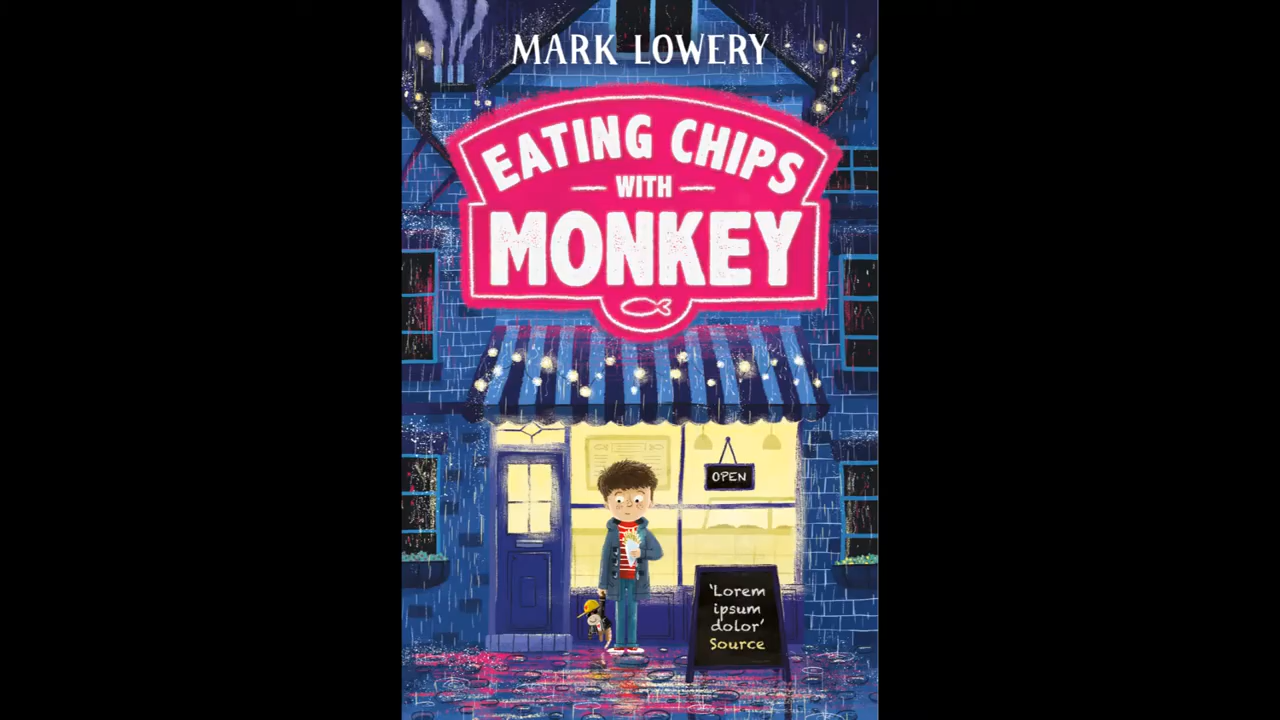 MARK LOWERY
EATING CHIPS
WITH
MONKEY
OPEN
'Lorem
ipsum
dolor'
Source